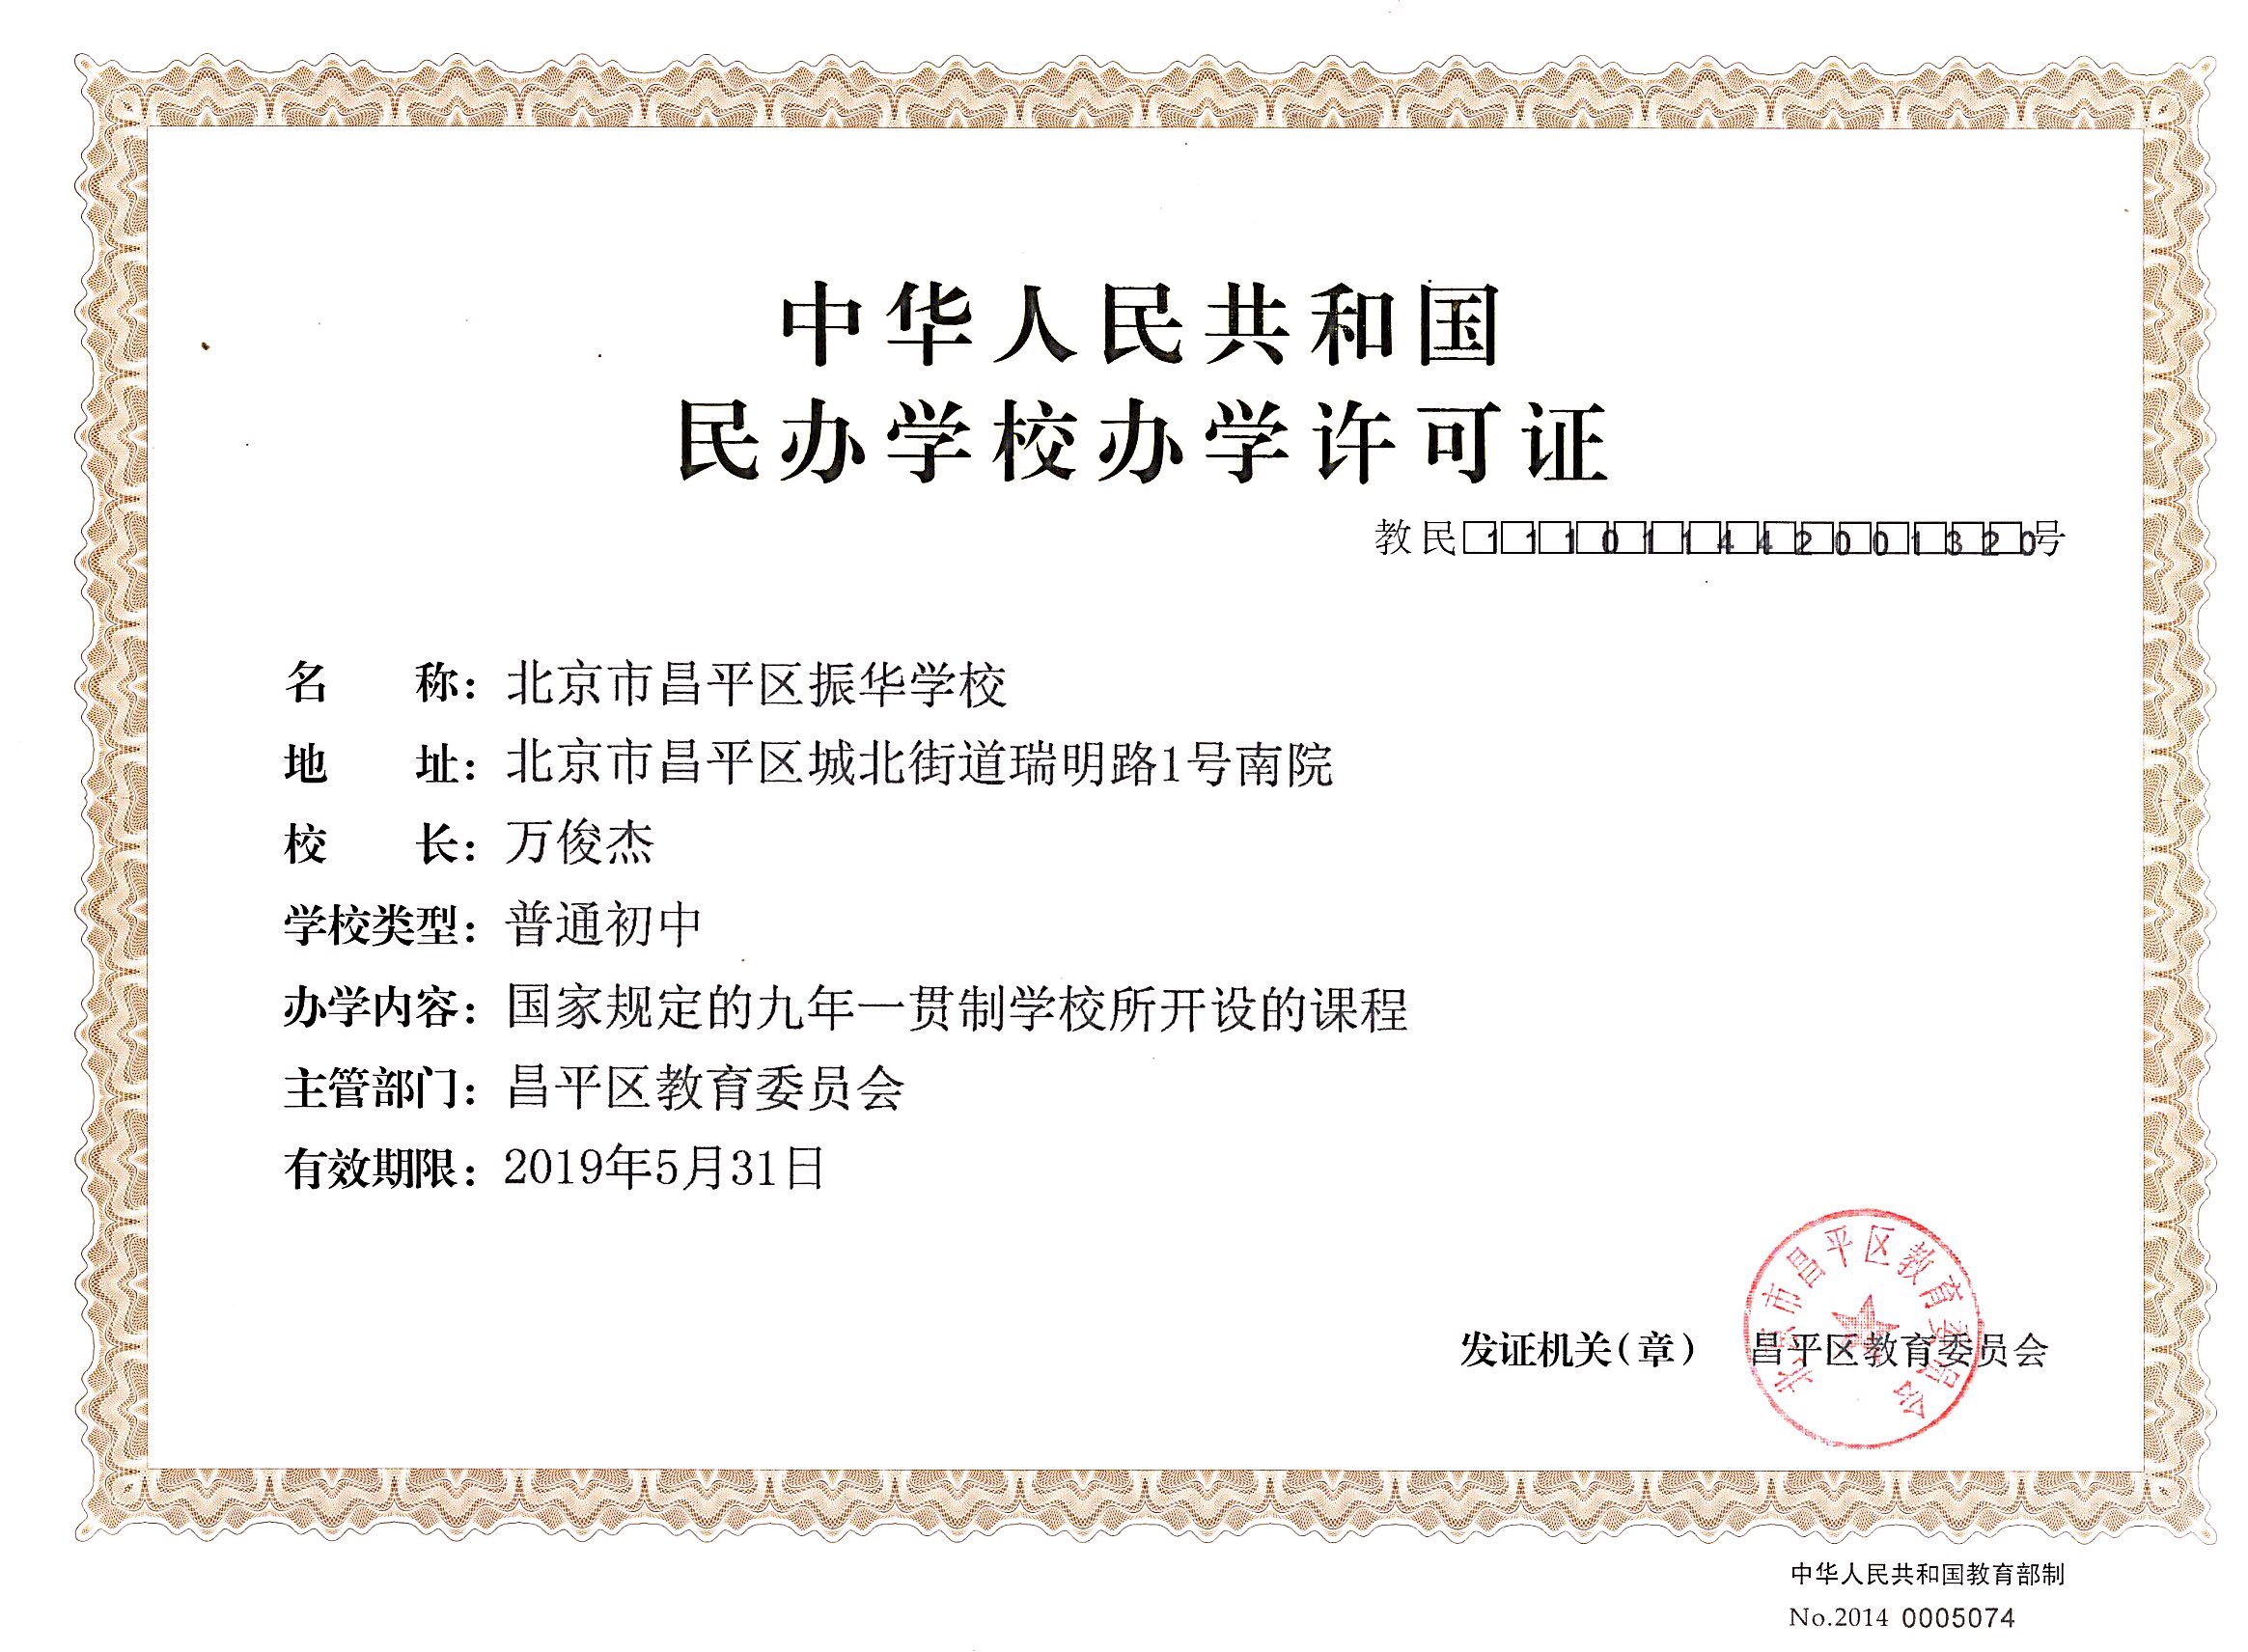 中华人民共和国
民办学校办学许可证
教民111011442001320号
名 称：北京市昌平区振华学校
地 址：北京市昌平区城北街道瑞明路1号南院
校 长：万俊杰
学校类型：普通初中
办学内容：国家规定的九年一贯制学校所开设的课程
主管部门：昌平区教育委员会
有效期限：2019年5月31日
北京市昌平区教育委员会
发证机关（章） 昌平区教育委员会
中华人民共和国教育部制
No.2014 0005074